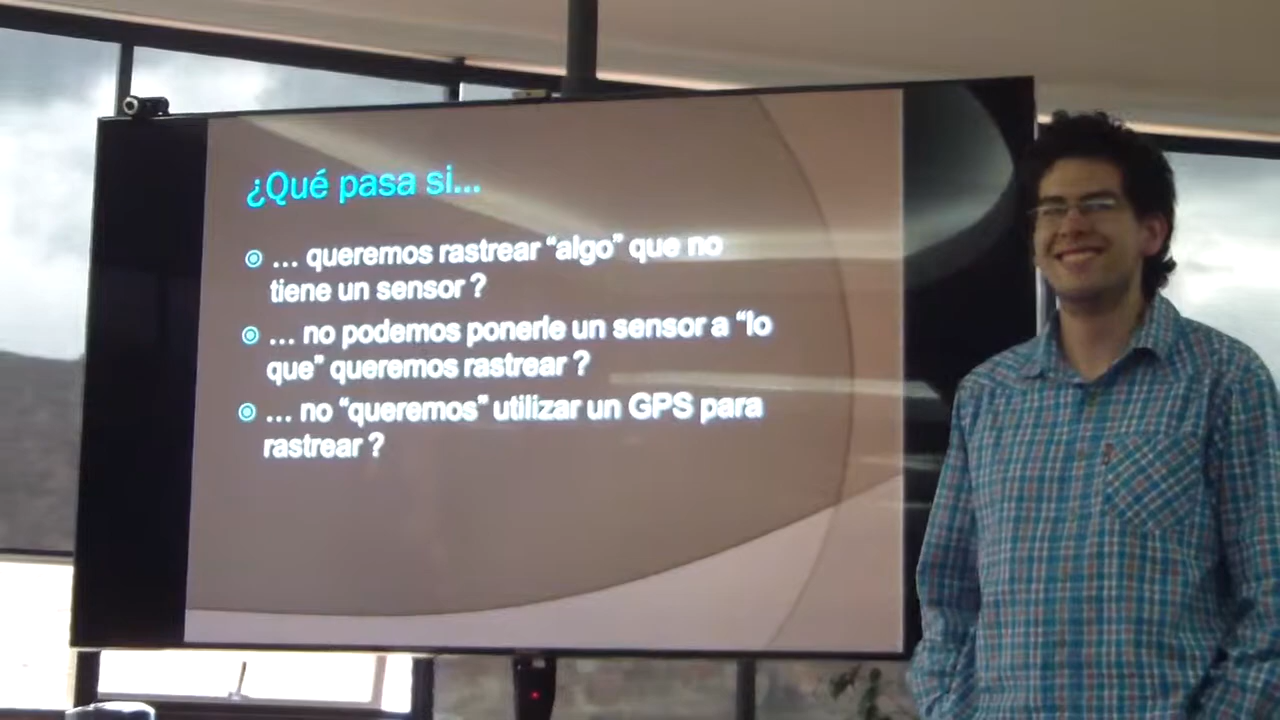 ¿Qué pasa si...
... queremos rastrear “algo” que no
tiene un sensor ?
... no podemos ponerle un sensor a “lo
que” queremos rastrear ?
... no “queremos” utilizar un GPS para
rastrear ?